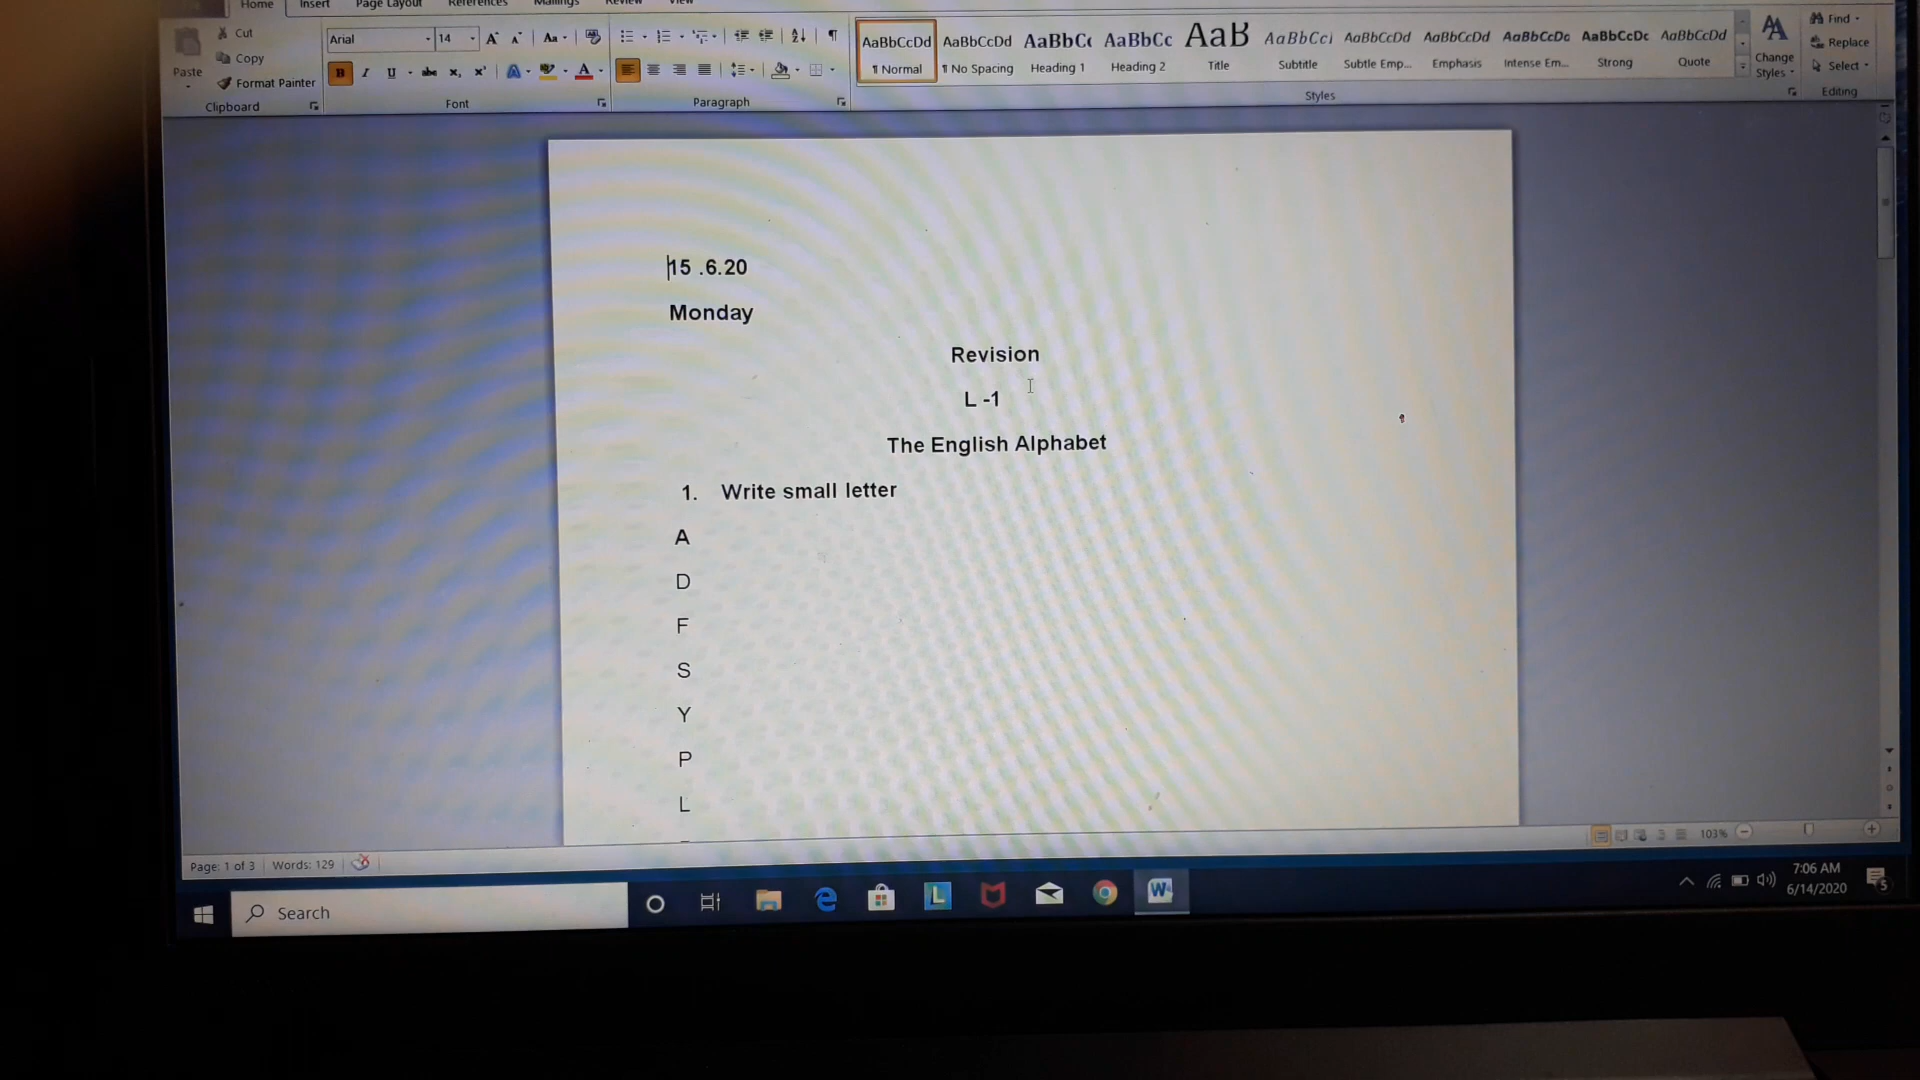 Home Insert Page Layout References Mailings Review View
Cut
Copy
Format Painter
Paste
Clipboard
Arial 14
Font
Paragraph
AaBbCcDd AaBbCcDd AaBbCc AaBbCc AaB AaBbCcI AaBbCcDd AaBbCcDd AaBbCcDc AaBbCcDc AaBbCcDd
¶ Normal ¶ No Spacing Heading 1 Heading 2 Title Subtitle Subtle Emp... Emphasis Intense Em... Strong Quote
Styles
Change
Styles
Find
Replace
Select
Editing
15 .6.20
Monday
Revision
L -1
The English Alphabet
1. Write small letter
A
D
F
S
Y
P
L
Page: 1 of 3 Words: 129
103%
Search
7:06 AM
6/14/2020
5